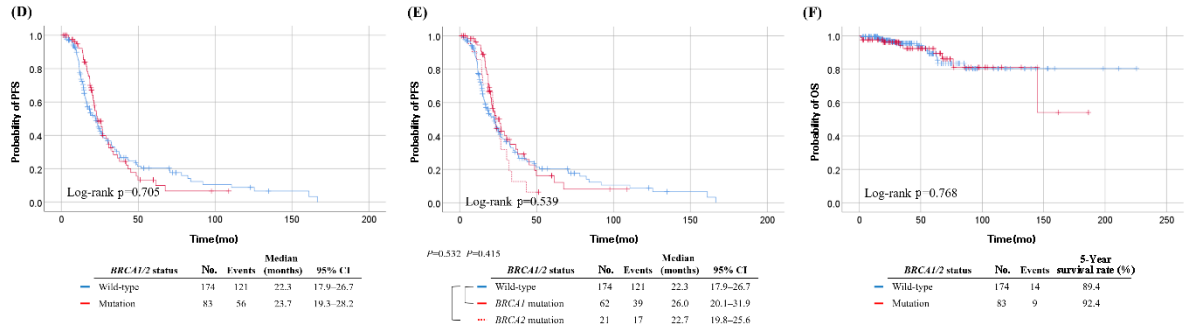 (D)
Probability of PFS
1.0
0.8
0.6
0.4
0.2
0.0
Log-rank p=0.705
0 50 100 150 200
Time(mo)
BRCA1/2 status No. Events Median (months) 95% CI
Wild-type 174 121 22.3 17.9–26.7
Mutation 83 56 23.7 19.3–28.2
(E)
Probability of PFS
1.0
0.8
0.6
0.4
0.2
0.0
Log-rank p=0.539
0 50 100 150 200
Time(mo)
P=0.532 P=0.415
BRCA1/2 status No. Events Median (months) 95% CI
Wild-type 174 121 22.3 17.9–26.7
BRCA1 mutation 62 39 26.0 20.1–31.9
BRCA2 mutation 21 17 22.7 19.8–25.6
(F)
Probability of OS
1.0
0.8
0.6
0.4
0.2
0.0
Log-rank p=0.768
0 50 100 150 200 250
Time(mo)
BRCA1/2 status No. Events 5-Year survival rate (%)
Wild-type 174 14 89.4
Mutation 83 9 92.4